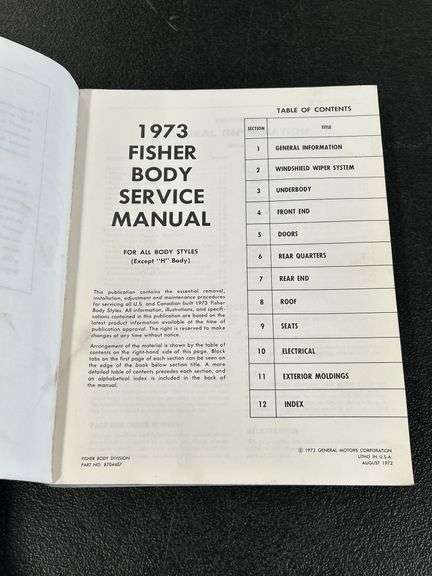 1973
FISHER
BODY
SERVICE
MANUAL
FOR ALL BODY STYLES
(Except "H" Body)
This publication contains the essential removal,
installation, adjustment and maintenance procedures
for servicing all U.S. and Canadian built 1973 Fisher
Body Styles. All information, illustrations, and specifi-
cations contained in this publication are based on the
latest product information available at the time of
publication approval. The right is reserved to make
changes at any time without notice.
Arrangement of the material is shown by the table of
contents on the right-hand side of this page. Black
tabs on the first page of each section can be seen on
the edge of the book below section title. A more
detailed table of contents precedes each section, and
an alphabetical index is included in the back of
the manual.
FISHER BODY DIVISION
PART NO. 8704457
TABLE OF CONTENTS
SECTION TITLE
1 GENERAL INFORMATION
2 WINDSHIELD WIPER SYSTEM
3 UNDERBODY
4 FRONT END
5 DOORS
6 REAR QUARTERS
7 REAR END
8 ROOF
9 SEATS
10 ELECTRICAL
11 EXTERIOR MOLDINGS
12 INDEX
© 1972 GENERAL MOTORS CORPORATION
LITHO IN U.S.A.
AUGUST 1972